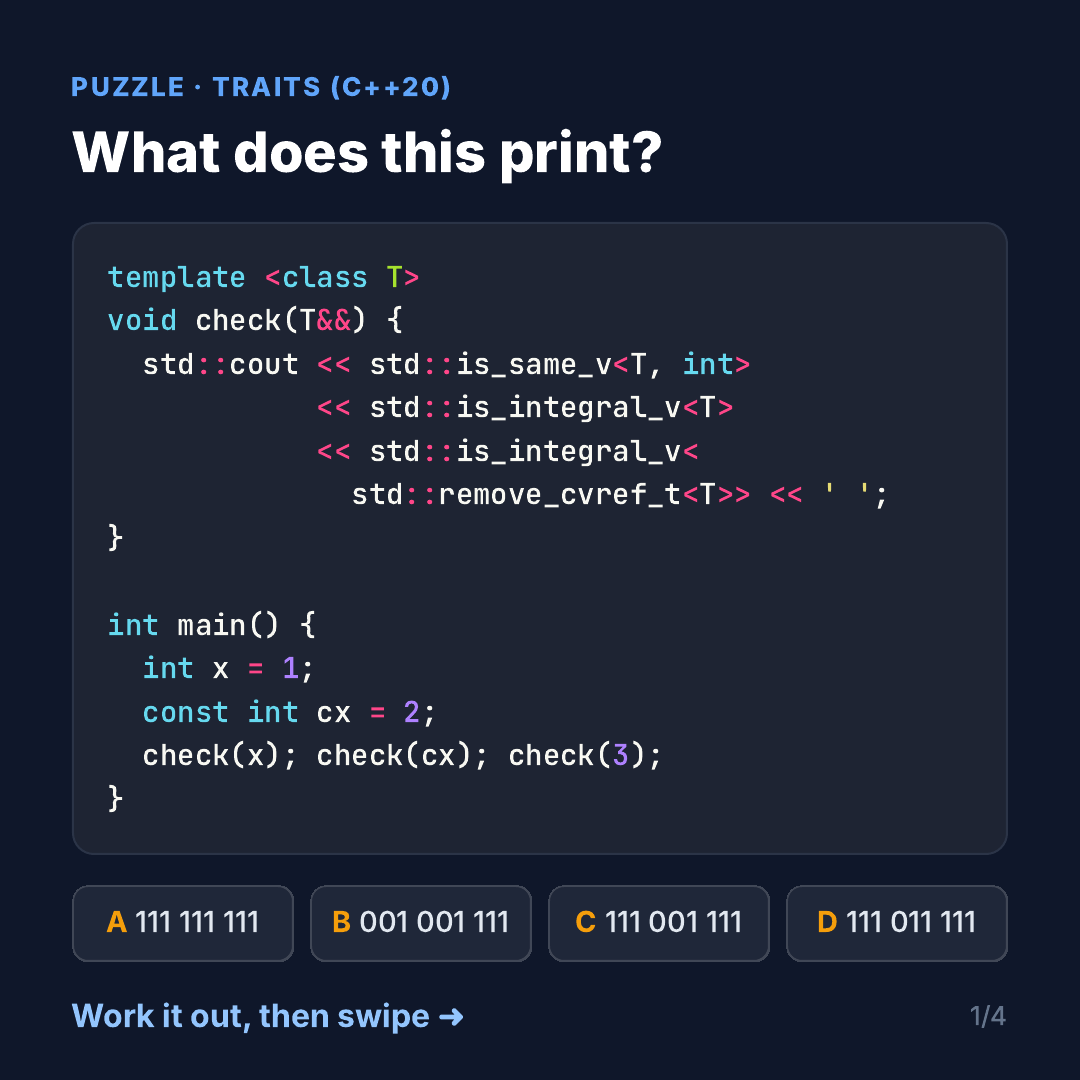 PUZZLE · TRAITS (C++20)
What does this print?
template <class T>
void check(T&&) {
  std::cout << std::is_same_v<T, int>
            << std::is_integral_v<T>
            << std::is_integral_v<
              std::remove_cvref_t<T>> << ' ';
}

int main() {
  int x = 1;
  const int cx = 2;
  check(x); check(cx); check(3);
}
A 111 111 111
B 001 001 111
C 111 001 111
D 111 011 111
Work it out, then swipe ➜
1/4